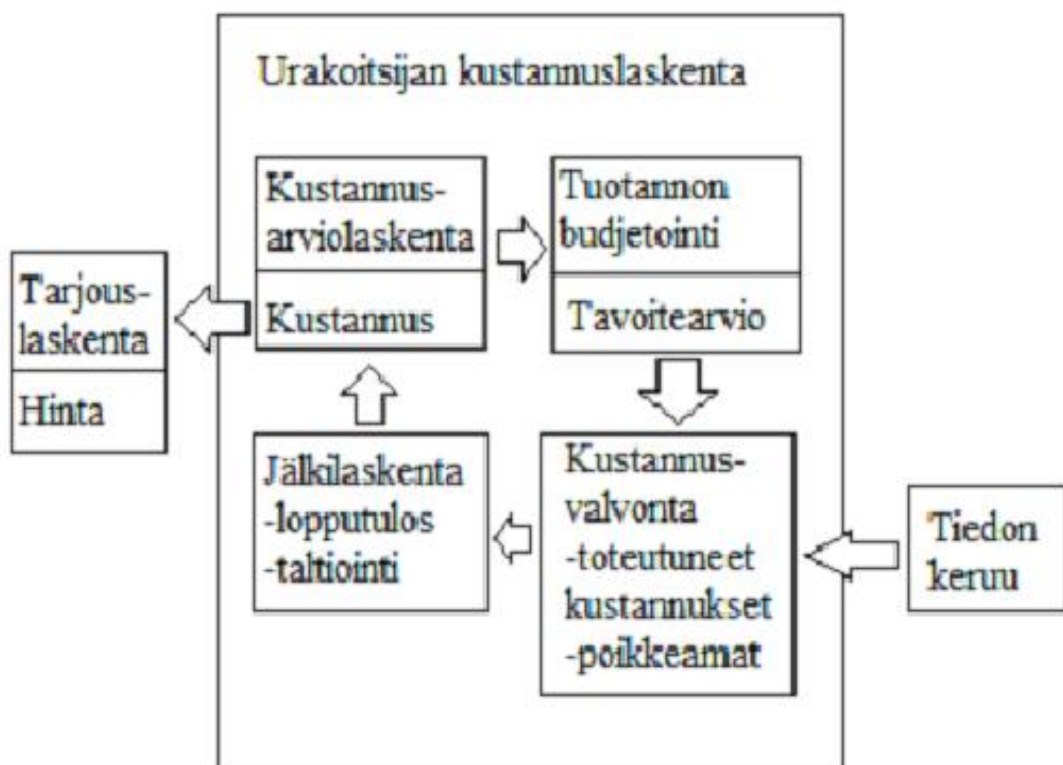 Urakoitsijan kustannuslaskenta
Kustannus-
arviolaskenta
Kustannus
Tuotannon
budjetointi
Tavoitearvio
Tarjous-
laskenta
Hinta
Jälkilaskenta
-lopputulos
-taltiointi
Kustannus-
valvonta
-toteutuneet
kustannukset
-poikkeamat
Tiedon
keruu